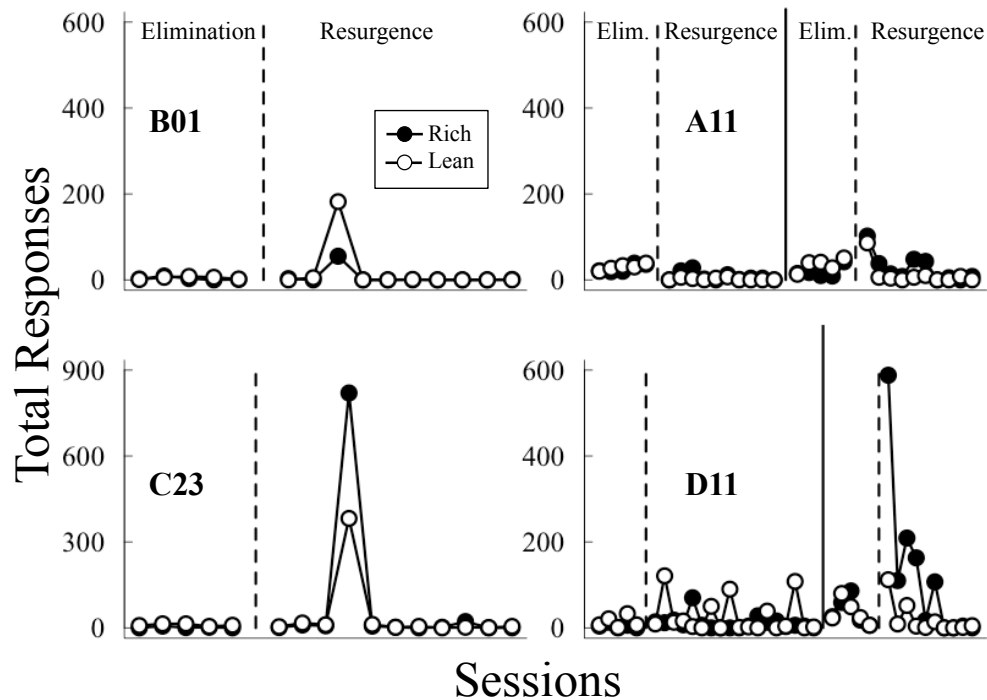 Total Responses
600
400
200
0
Elimination
Resurgence
B01
Rich
Lean
600
400
200
0
Elim.
Resurgence
Elim.
Resurgence
A11
900
600
300
0
C23
600
400
200
0
D11
Sessions